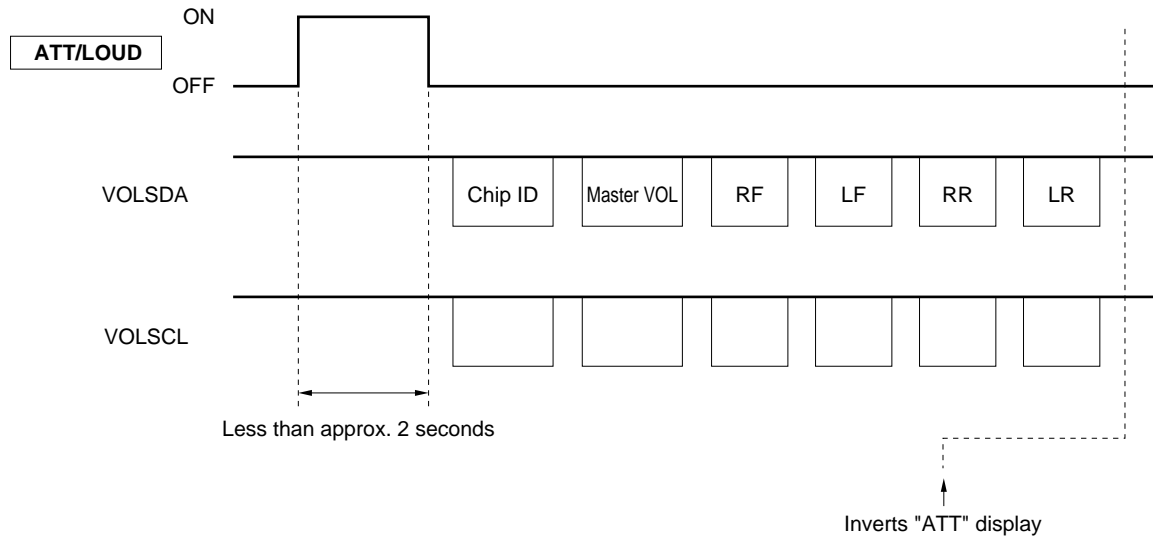 ON
ATT/LOUD
OFF
VOLSDA
Chip ID
Master VOL
RF
LF
RR
LR
VOLSCL
Less than approx. 2 seconds
Inverts "ATT" display